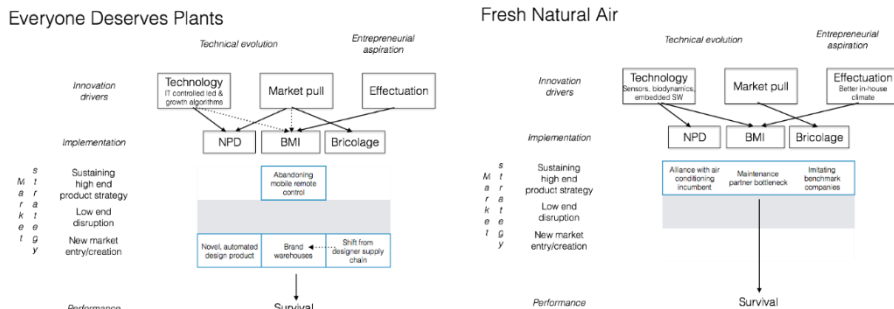 Everyone Deserves Plants
Technical evolution
Entrepreneurial
aspiration
Innovation
drivers
Technology
IT controlled led &
growth algorithms
Market pull
Effectuation
Implementation
NPD
BMI
Bricolage
Market
strategy
Sustaining
high end
product strategy
Low end
disruption
New market
entry/creation
Abandoning
mobile remote
control
Novel, automated
design product
Brand
warehouses
Shift from
designer supply
chain
Performance
Survival
Fresh Natural Air
Technical evolution
Entrepreneurial
aspiration
Innovation
drivers
Technology
Sensors, biodynamics,
embedded SW
Market pull
Effectuation
Better in-house
climate
Implementation
NPD
BMI
Bricolage
Market
strategy
Sustaining
high end
product strategy
Low end
disruption
New market
entry/creation
Alliance with air
conditioning
incumbent
Maintenance
partner bottleneck
Imitating
benchmark
companies
Performance
Survival